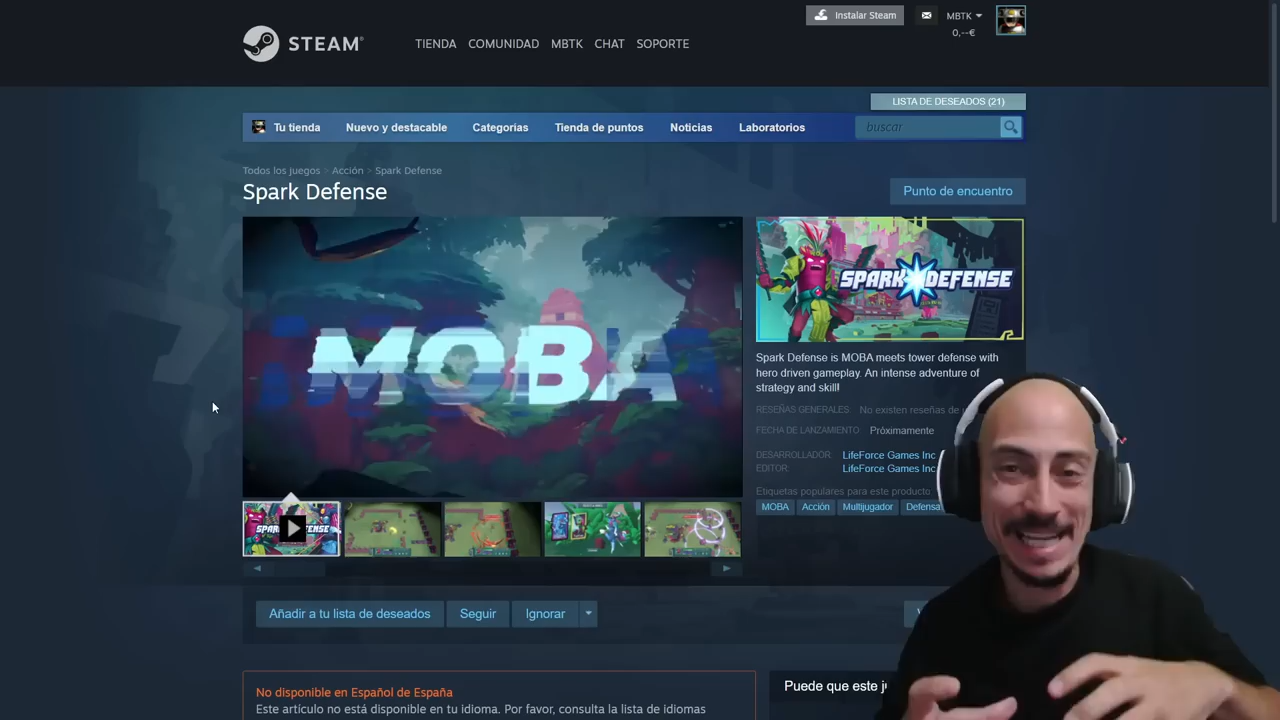 Instalar Steam
MBTK
0,--€
STEAM®
TIENDA COMUNIDAD MBTK CHAT SOPORTE
LISTA DE DESEADOS (21)
Tu tienda Nuevo y destacable Categorias Tienda de puntos Noticias Laboratorios
buscar
Todos los juegos > Acción > Spark Defense
Spark Defense
Punto de encuentro
MOBA
SPARK DEFENSE
Spark Defense is MOBA meets tower defense with
hero driven gameplay. An intense adventure of
strategy and skill!
RESEÑAS GENERALES No existen reseñas de
FECHA DE LANZAMIENTO Próximamente
DESARROLLADOR: LifeForce Games Inc
EDITOR: LifeForce Games Inc
Etiquetas populares para este producto
MOBA Acción Multijugador Defensa
Añadir a tu lista de deseados Seguir Ignorar
No disponible en Español de España
Este artículo no está disponible en tu idioma. Por favor, consulta la lista de idiomas
Puede que este